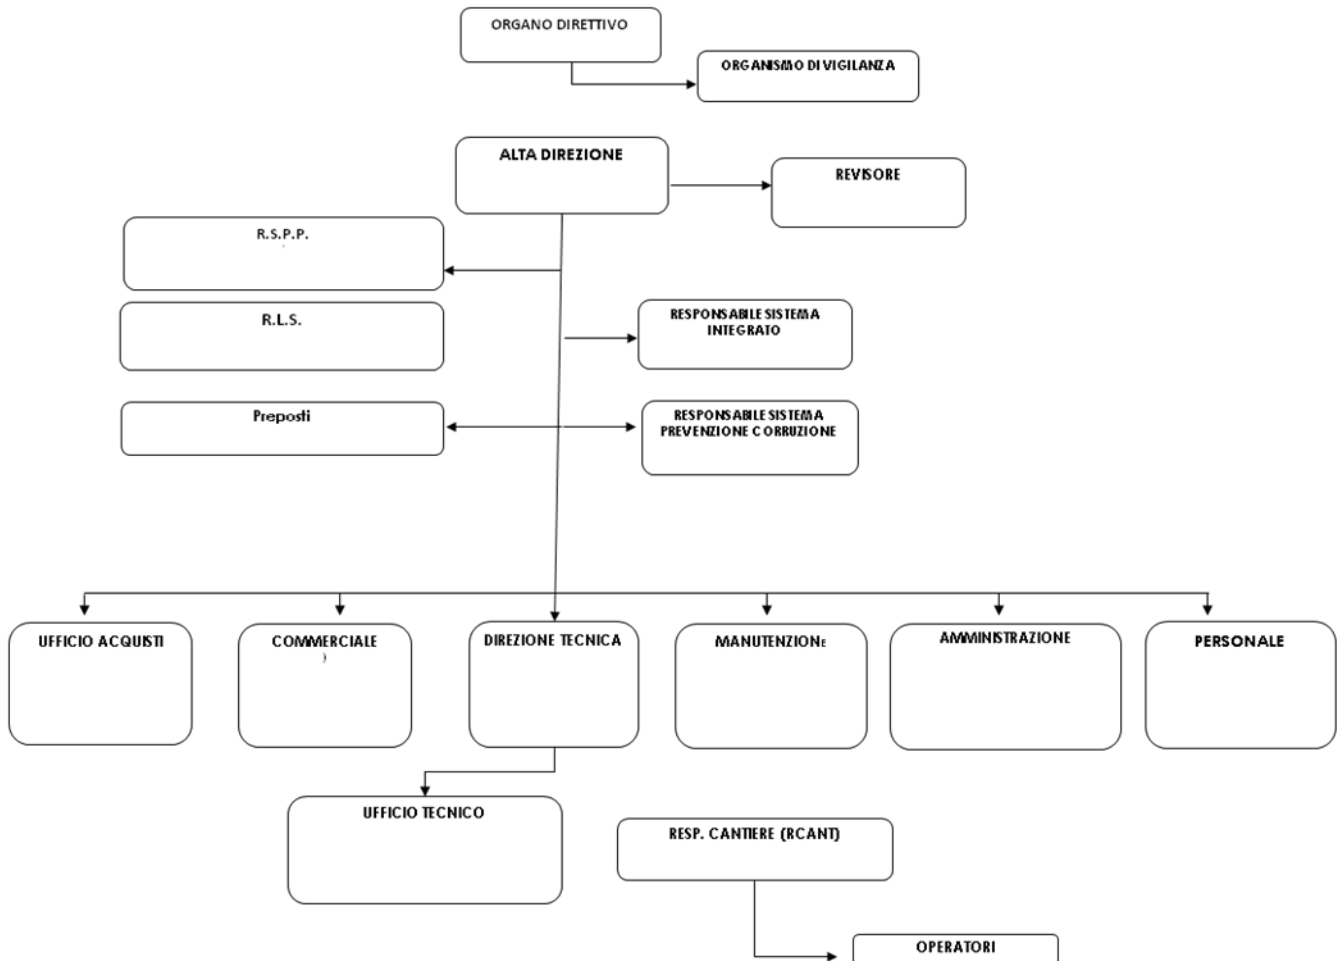 ORGANO DIRETTIVO
ORGANISMO DI VIGILANZA
ALTA DIREZIONE
REVISORE
R.S.P.P.
R.L.S.
RESPONSABILE SISTEMA
INTEGRATO
Preposti
RESPONSABILE SISTEMA
PREVENZIONE CORRUZIONE
UFFICIO ACQUISTI
COMMERCIALE
)
DIREZIONE TECNICA
MANUTENZIONE
AMMINISTRAZIONE
PERSONALE
UFFICIO TECNICO
RESP. CANTIERE (RCANT)
OPERATORI